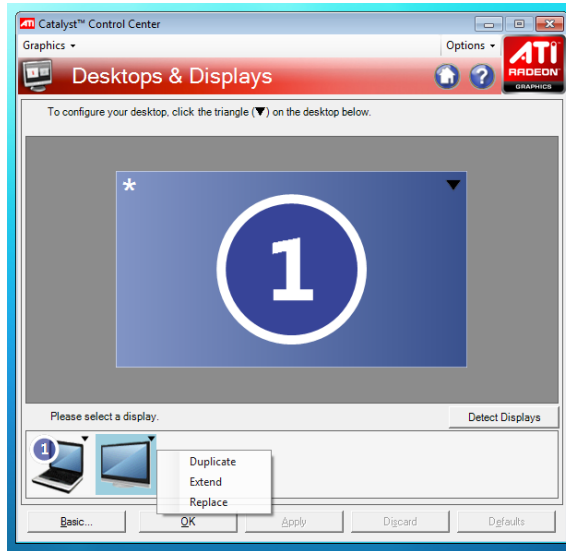 Catalyst™ Control Center
Graphics
Options
ATI
RADEON
GRAPHICS
Desktops & Displays
To configure your desktop, click the triangle (▼) on the desktop below.
*
1
Please select a display.
Detect Displays
1
Duplicate
Extend
Replace
Basic...
OK
Apply
Discard
Defaults